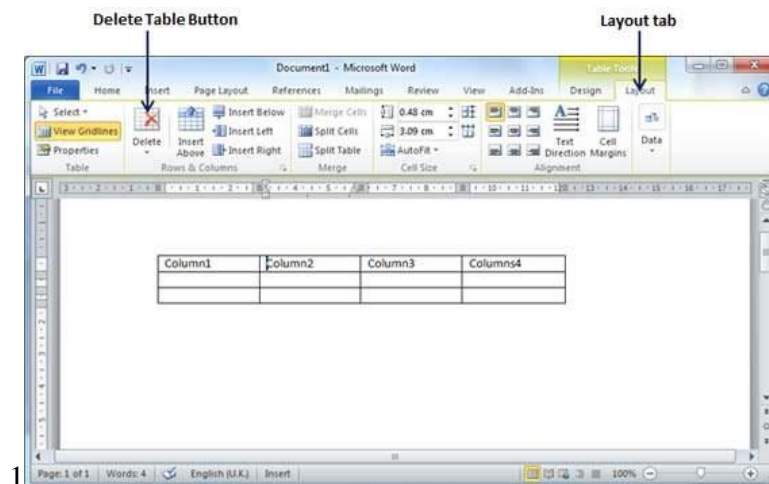 Delete Table Button Layout tab
Document1 - Microsoft Word Table Tools
File Home Insert Page Layout References Mailings Review View Add-Ins Design Layout
Select Insert Below Merge Cells 0.48 cm
View Gridlines Delete Insert Above Insert Left Split Cells 3.09 cm Text Direction Cell Margins Data
Properties Insert Right Split Table AutoFit
Table Rows & Columns Merge Cell Size Alignment
Column1 Column2 Column3 Columns4
1 Page: 1 of 1 Words: 4 English (U.K.) Insert 100%